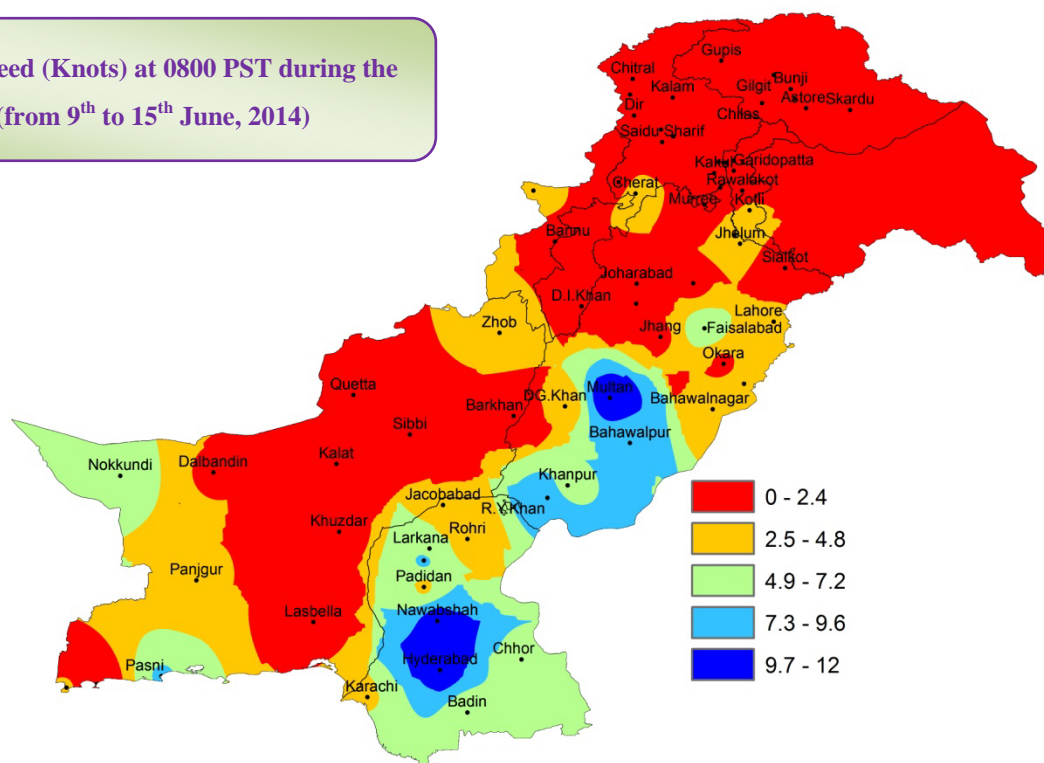 eed (Knots) at 0800 PST during the
(from 9th to 15th June, 2014)
Gupis
Chitral
Gilgit
Bunji
Kalam
Astore
Skardu
Dir
Chilas
Saidu Sharif
Kakul
Garidopatta
Cherat
Rawalakot
Murree
Kotli
Bannu
Jhelum
Sialkot
Joharabad
D.I.Khan
Lahore
Zhob
Jhang
Faisalabad
Okara
Quetta
Multan
DG.Khan
Barkhan
Bahawalnagar
Sibbi
Bahawalpur
Kalat
Nokkundi
Dalbandin
Khanpur
Jacobabad
R.Y.Khan
Khuzdar
Rohri
Larkana
Panjgur
Padidan
Lasbella
Nawabshah
Pasni
Hyderabad
Chhor
Karachi
Badin
0 - 2.4
2.5 - 4.8
4.9 - 7.2
7.3 - 9.6
9.7 - 12